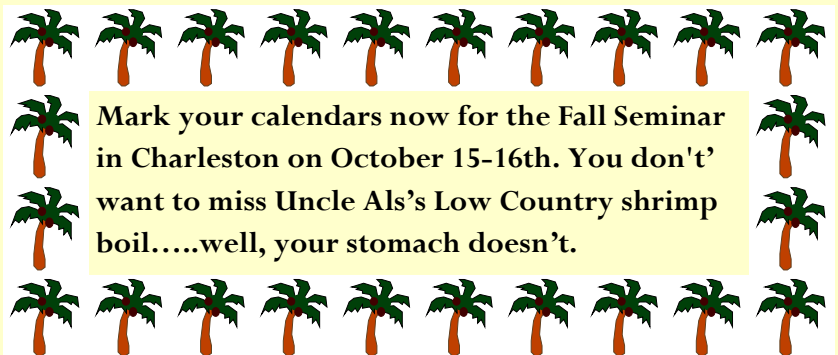 Mark your calendars now for the Fall Seminar
in Charleston on October 15-16th. You don't’
want to miss Uncle Als’s Low Country shrimp
boil…..well, your stomach doesn’t.